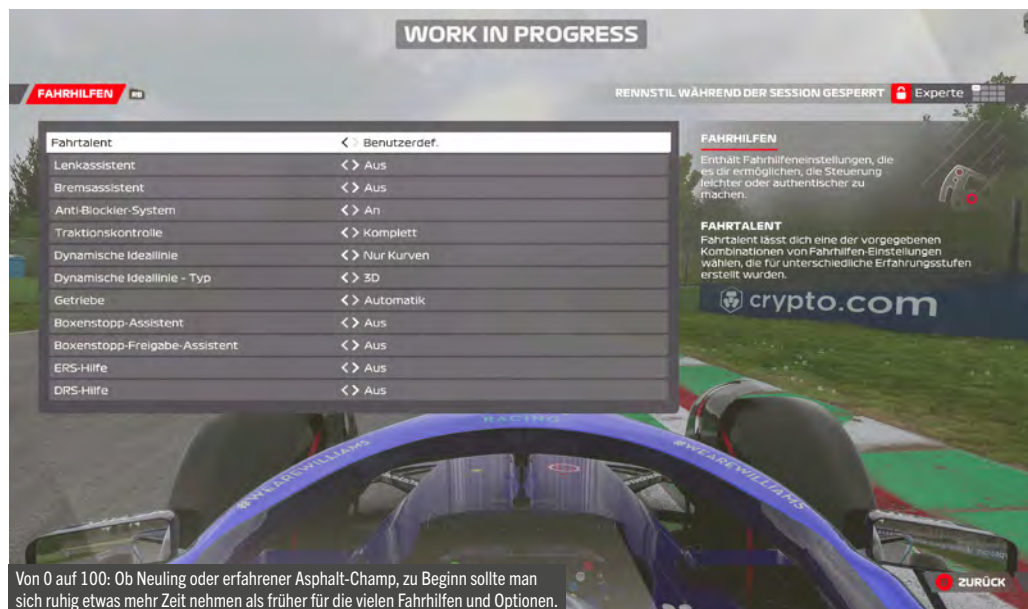 WORK IN PROGRESS
FAHRHILFEN RB
RENNSTIL WÄHREND DER SESSION GESPERRT Experte
Fahrtalent < > Benutzerdef.
Lenkassistent < > Aus
Bremsassistent < > Aus
Anti-Blockier-System < > An
Traktionskontrolle < > Komplett
Dynamische Ideallinie < > Nur Kurven
Dynamische Ideallinie - Typ < > 3D
Getriebe < > Automatik
Boxenstopp-Assistent < > Aus
Boxenstopp-Freigabe-Assistent < > Aus
ERS-Hilfe < > Aus
DRS-Hilfe < > Aus
FAHRHILFEN
Enthält Fahrhilfeneinstellungen, die
es dir ermöglichen, die Steuerung
leichter oder authentischer zu
machen.
FAHRTALENT
Fahrtalent lässt dich eine der vorgegebenen
Kombinationen von Fahrhilfen-Einstellungen
wählen, die für unterschiedliche Erfahrungsstufen
erstellt wurden.
crypto.com
RACING
#WEAREWILLIAMS
#WEAREWILLIAMS
ZURÜCK
Von 0 auf 100: Ob Neuling oder erfahrener Asphalt-Champ, zu Beginn sollte man
sich ruhig etwas mehr Zeit nehmen als früher für die vielen Fahrhilfen und Optionen.